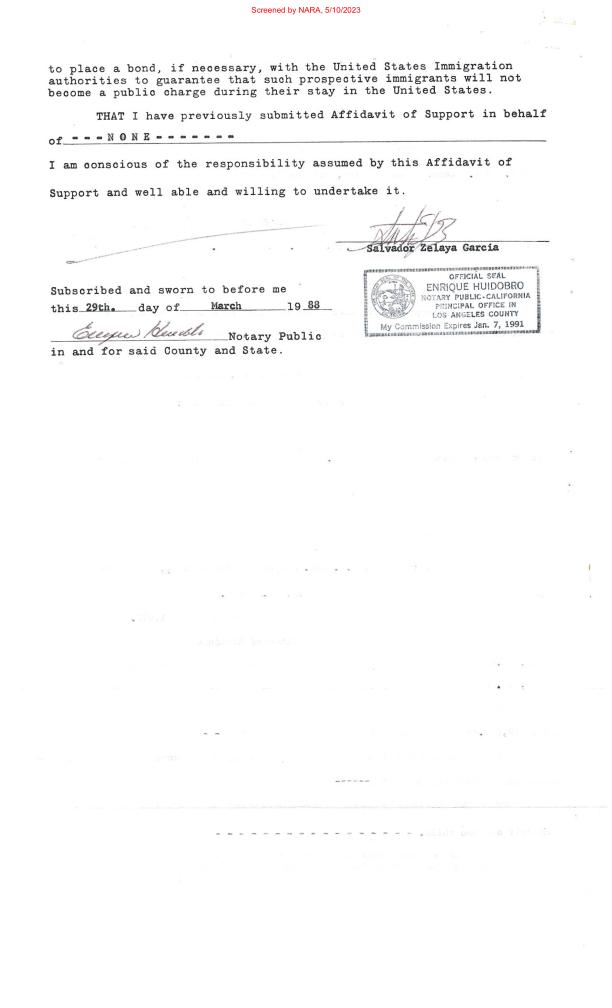 Screened by NARA, 5/10/2023
to place a bond, if necessary, with the United States Immigration
authorities to guarantee that such prospective immigrants will not
become a public charge during their stay in the United States.
THAT I have previously submitted Affidavit of Support in behalf
of - - - N O N E - - - - - - -
I am conscious of the responsibility assumed by this Affidavit of
Support and well able and willing to undertake it.
Salvador Zelaya Garcia
Subscribed and sworn to before me
this 29th. day of March 19 88
Notary Public
in and for said County and State.
OFFICIAL SEAL
ENRIQUE HUIDOBRO
NOTARY PUBLIC-CALIFORNIA
PRINCIPAL OFFICE IN
LOS ANGELES COUNTY
My Commission Expires Jan. 7, 1991